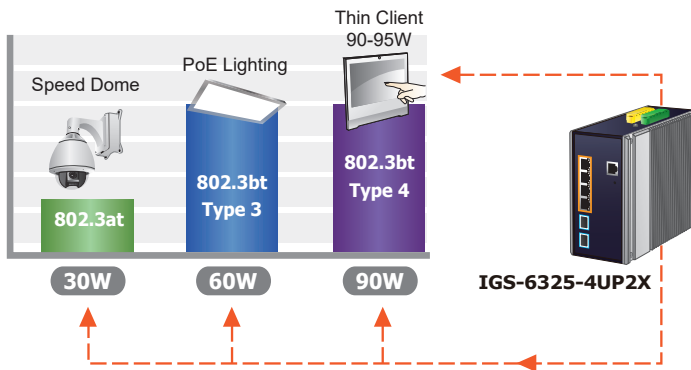 Thin Client
90-95W
PoE Lighting
Speed Dome
802.3at
802.3bt
Type 3
802.3bt
Type 4
30W
60W
90W
IGS-6325-4UP2X